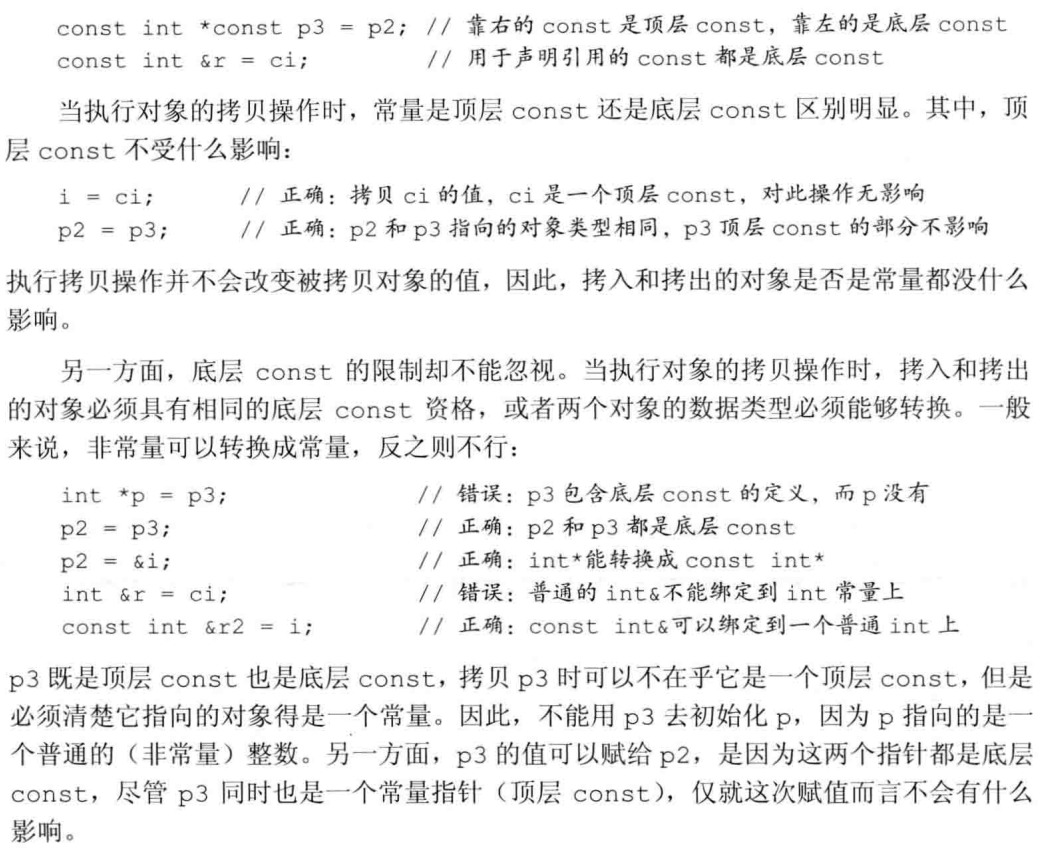 const int *const p3 = p2; // 靠右的 const 是顶层 const，靠左的是底层 const
const int &r = ci; // 用于声明引用的 const 都是底层 const
当执行对象的拷贝操作时，常量是顶层 const 还是底层 const 区别明显。其中，顶
层 const 不受什么影响：
i = ci; // 正确：拷贝 ci 的值，ci 是一个顶层 const，对此操作无影响
p2 = p3; // 正确：p2 和 p3 指向的对象类型相同，p3 顶层 const 的部分不影响
执行拷贝操作并不会改变被拷贝对象的值，因此，拷入和拷出的对象是否是常量都没什么
影响。
另一方面，底层 const 的限制却不能忽视。当执行对象的拷贝操作时，拷入和拷出
的对象必须具有相同的底层 const 资格，或者两个对象的数据类型必须能够转换。一般
来说，非常量可以转换成常量，反之则不行：
int *p = p3; // 错误：p3 包含底层 const 的定义，而 p 没有
p2 = p3; // 正确：p2 和 p3 都是底层 const
p2 = &i; // 正确：int*能转换成 const int*
int &r = ci; // 错误：普通的 int&不能绑定到 int 常量上
const int &r2 = i; // 正确：const int&可以绑定到一个普通 int 上
p3 既是顶层 const 也是底层 const，拷贝 p3 时可以不在乎它是一个顶层 const，但是
必须清楚它指向的对象得是一个常量。因此，不能用 p3 去初始化 p，因为 p 指向的是一
个普通的（非常量）整数。另一方面，p3 的值可以赋给 p2，是因为这两个指针都是底层
const，尽管 p3 同时也是一个常量指针（顶层 const），仅就这次赋值而言不会有什么
影响。